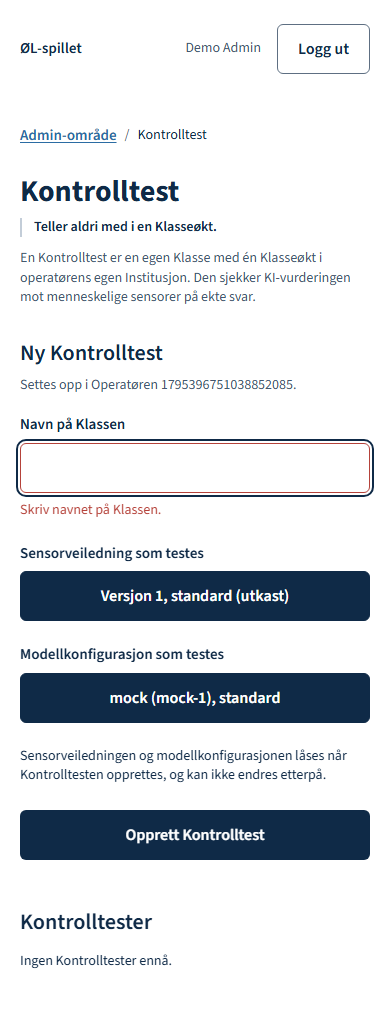 ØL-spillet
Demo Admin
Logg ut
Admin-område / Kontrolltest
Kontrolltest
Teller aldri med i en Klasseøkt.
En Kontrolltest er en egen Klasse med én Klasseøkt i
operatørens egen Institusjon. Den sjekker KI-vurderingen
mot menneskelige sensorer på ekte svar.
Ny Kontrolltest
Settes opp i Operatøren 1795396751038852085.
Navn på Klassen
Skriv navnet på Klassen.
Sensorveiledning som testes
Versjon 1, standard (utkast)
Modellkonfigurasjon som testes
mock (mock-1), standard
Sensorveiledningen og modellkonfigurasjonen låses når
Kontrolltesten opprettes, og kan ikke endres etterpå.
Opprett Kontrolltest
Kontrolltester
Ingen Kontrolltester ennå.